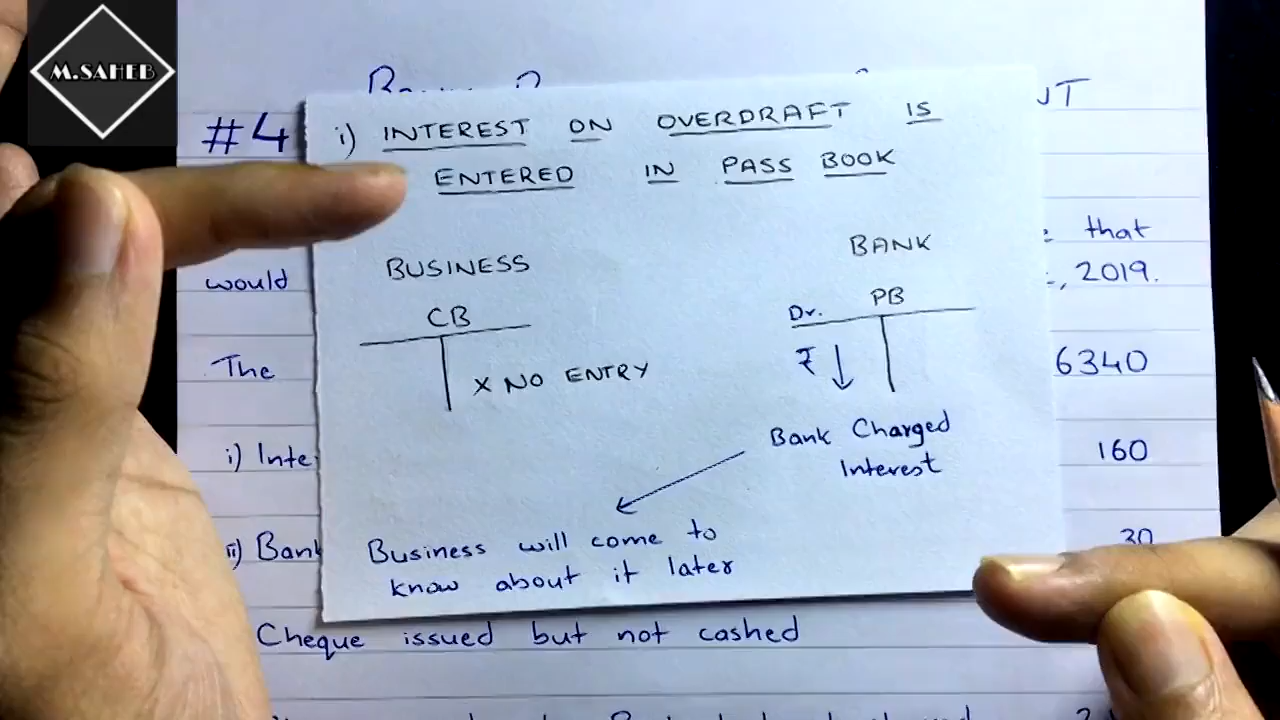 M.SAHEB
#4
i) INTEREST ON OVERDRAFT IS
ENTERED IN PASS BOOK
that
would
, 2019.
BUSINESS
BANK
CB
Dr. PB
The
6340
X NO ENTRY
₹
i)
160
Bank Charged
Interest
ii) Bank
30
Business will come to
know about it later
Cheque issued but not cashed